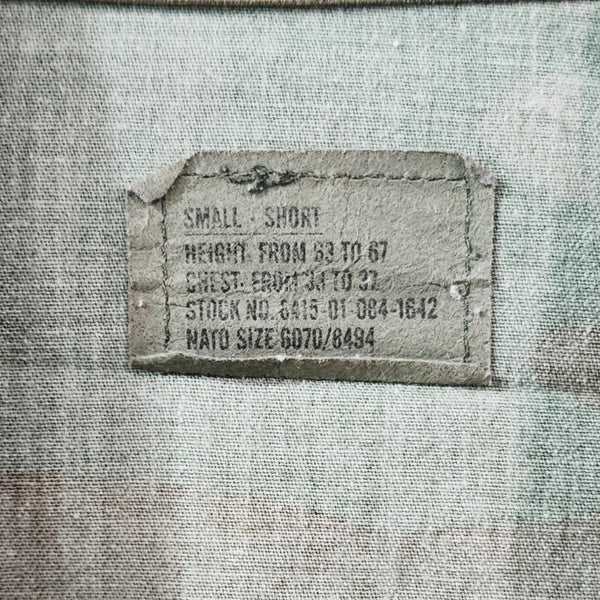 SMALL - SHORT
HEIGHT. FROM 63 TO 67
CHEST. FROM 34 TO 37
STOCK NO. 8415-01-084-1642
NATO SIZE 6070/8494